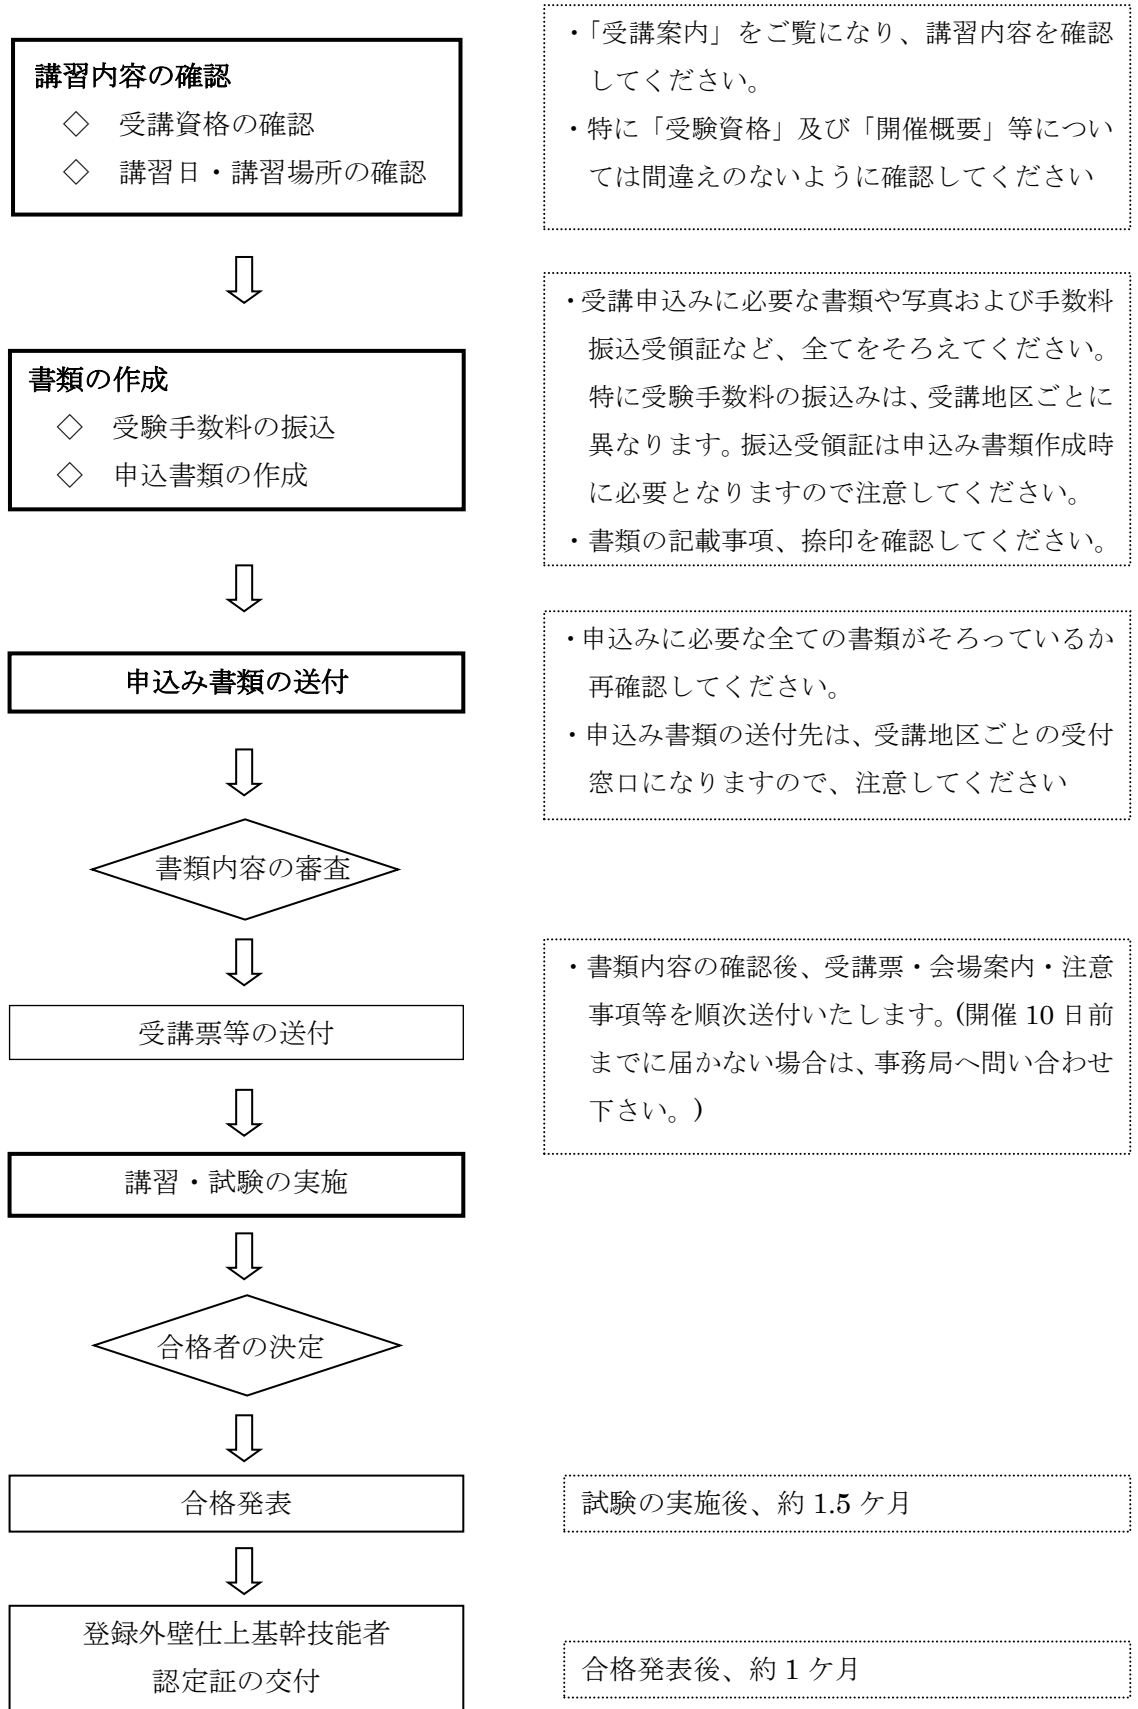 講習内容の確認
◇ 受講資格の確認
◇ 講習日・講習場所の確認
・「受講案内」をご覧になり、講習内容を確認
してください。
・特に「受験資格」及び「開催概要」等につい
ては間違えのないように確認してください
書類の作成
◇ 受験手数料の振込
◇ 申込書類の作成
・受講申込みに必要な書類や写真および手数料
振込受領証など、全てをそろえてください。
特に受験手数料の振込みは、受講地区ごとに
異なります。振込受領証は申込み書類作成時
に必要となりますので注意してください。
・書類の記載事項、捺印を確認してください。
申込み書類の送付
・申込みに必要な全ての書類がそろっているか
再確認してください。
・申込み書類の送付先は、受講地区ごとの受付
窓口になりますので、注意してください
書類内容の審査
受講票等の送付
・書類内容の確認後、受講票・会場案内・注意
事項等を順次送付いたします。(開催 10 日前
までに届かない場合は、事務局へ問い合わせ
下さい。)
講習・試験の実施
合格者の決定
合格発表
試験の実施後、約 1.5 ケ月
登録外壁仕上基幹技能者
認定証の交付
合格発表後、約 1 ケ月